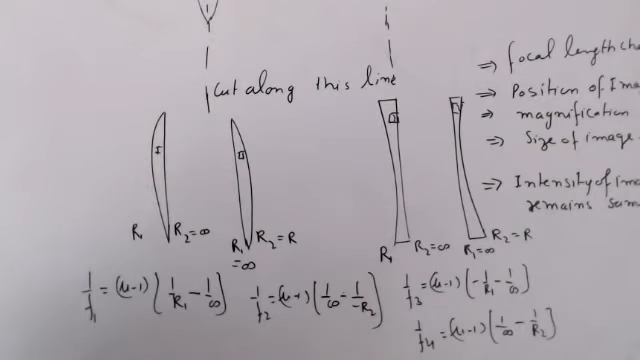 ⇒ focal length
cut along this line
⇒ Position of Ima
⇒ magnification
⇒ Size of image
⇒ Intensity of ima
remains sam
I
II
R₁
R₂=∞
R₁=∞
R₂=R
R₁
R₂=∞
R₁=∞
R₂=R
1/f₁=(μ-1)(1/R₁-1/∞)
1/f₂=(μ-1)(1/∞-1/-R₂)
1/f₃=(μ-1)(-1/R₁-1/∞)
1/f₄=(μ-1)(1/∞-1/R₂)